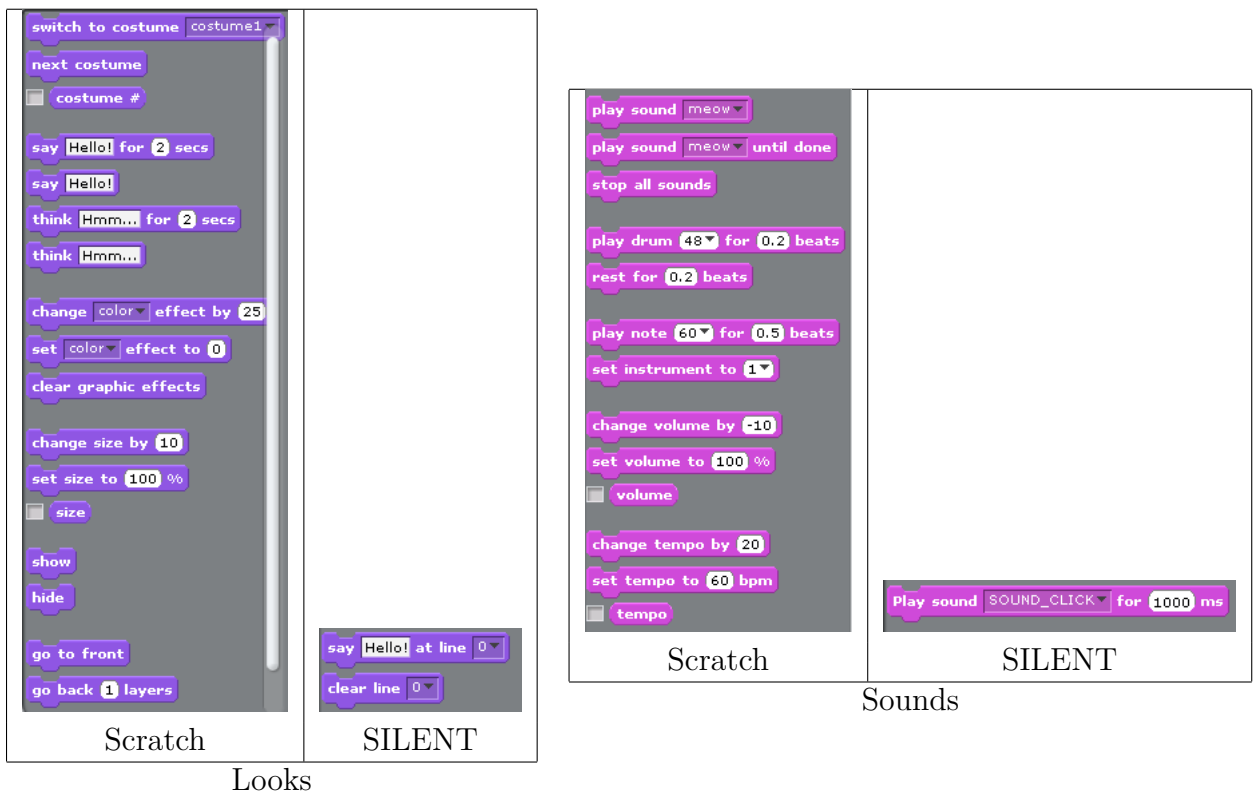 switch to costume costume1
next costume
costume #
say Hello! for 2 secs
say Hello!
think Hmm... for 2 secs
think Hmm...
change color effect by 25
set color effect to 0
clear graphic effects
change size by 10
set size to 100 %
size
show
hide
go to front
go back 1 layers
Scratch
say Hello! at line 0
clear line 0
SILENT
Looks
play sound meow
play sound meow until done
stop all sounds
play drum 48 for 0.2 beats
rest for 0.2 beats
play note 60 for 0.5 beats
set instrument to 1
change volume by -10
set volume to 100 %
volume
change tempo by 20
set tempo to 60 bpm
tempo
Scratch
Play sound SOUND_CLICK for 1000 ms
SILENT
Sounds